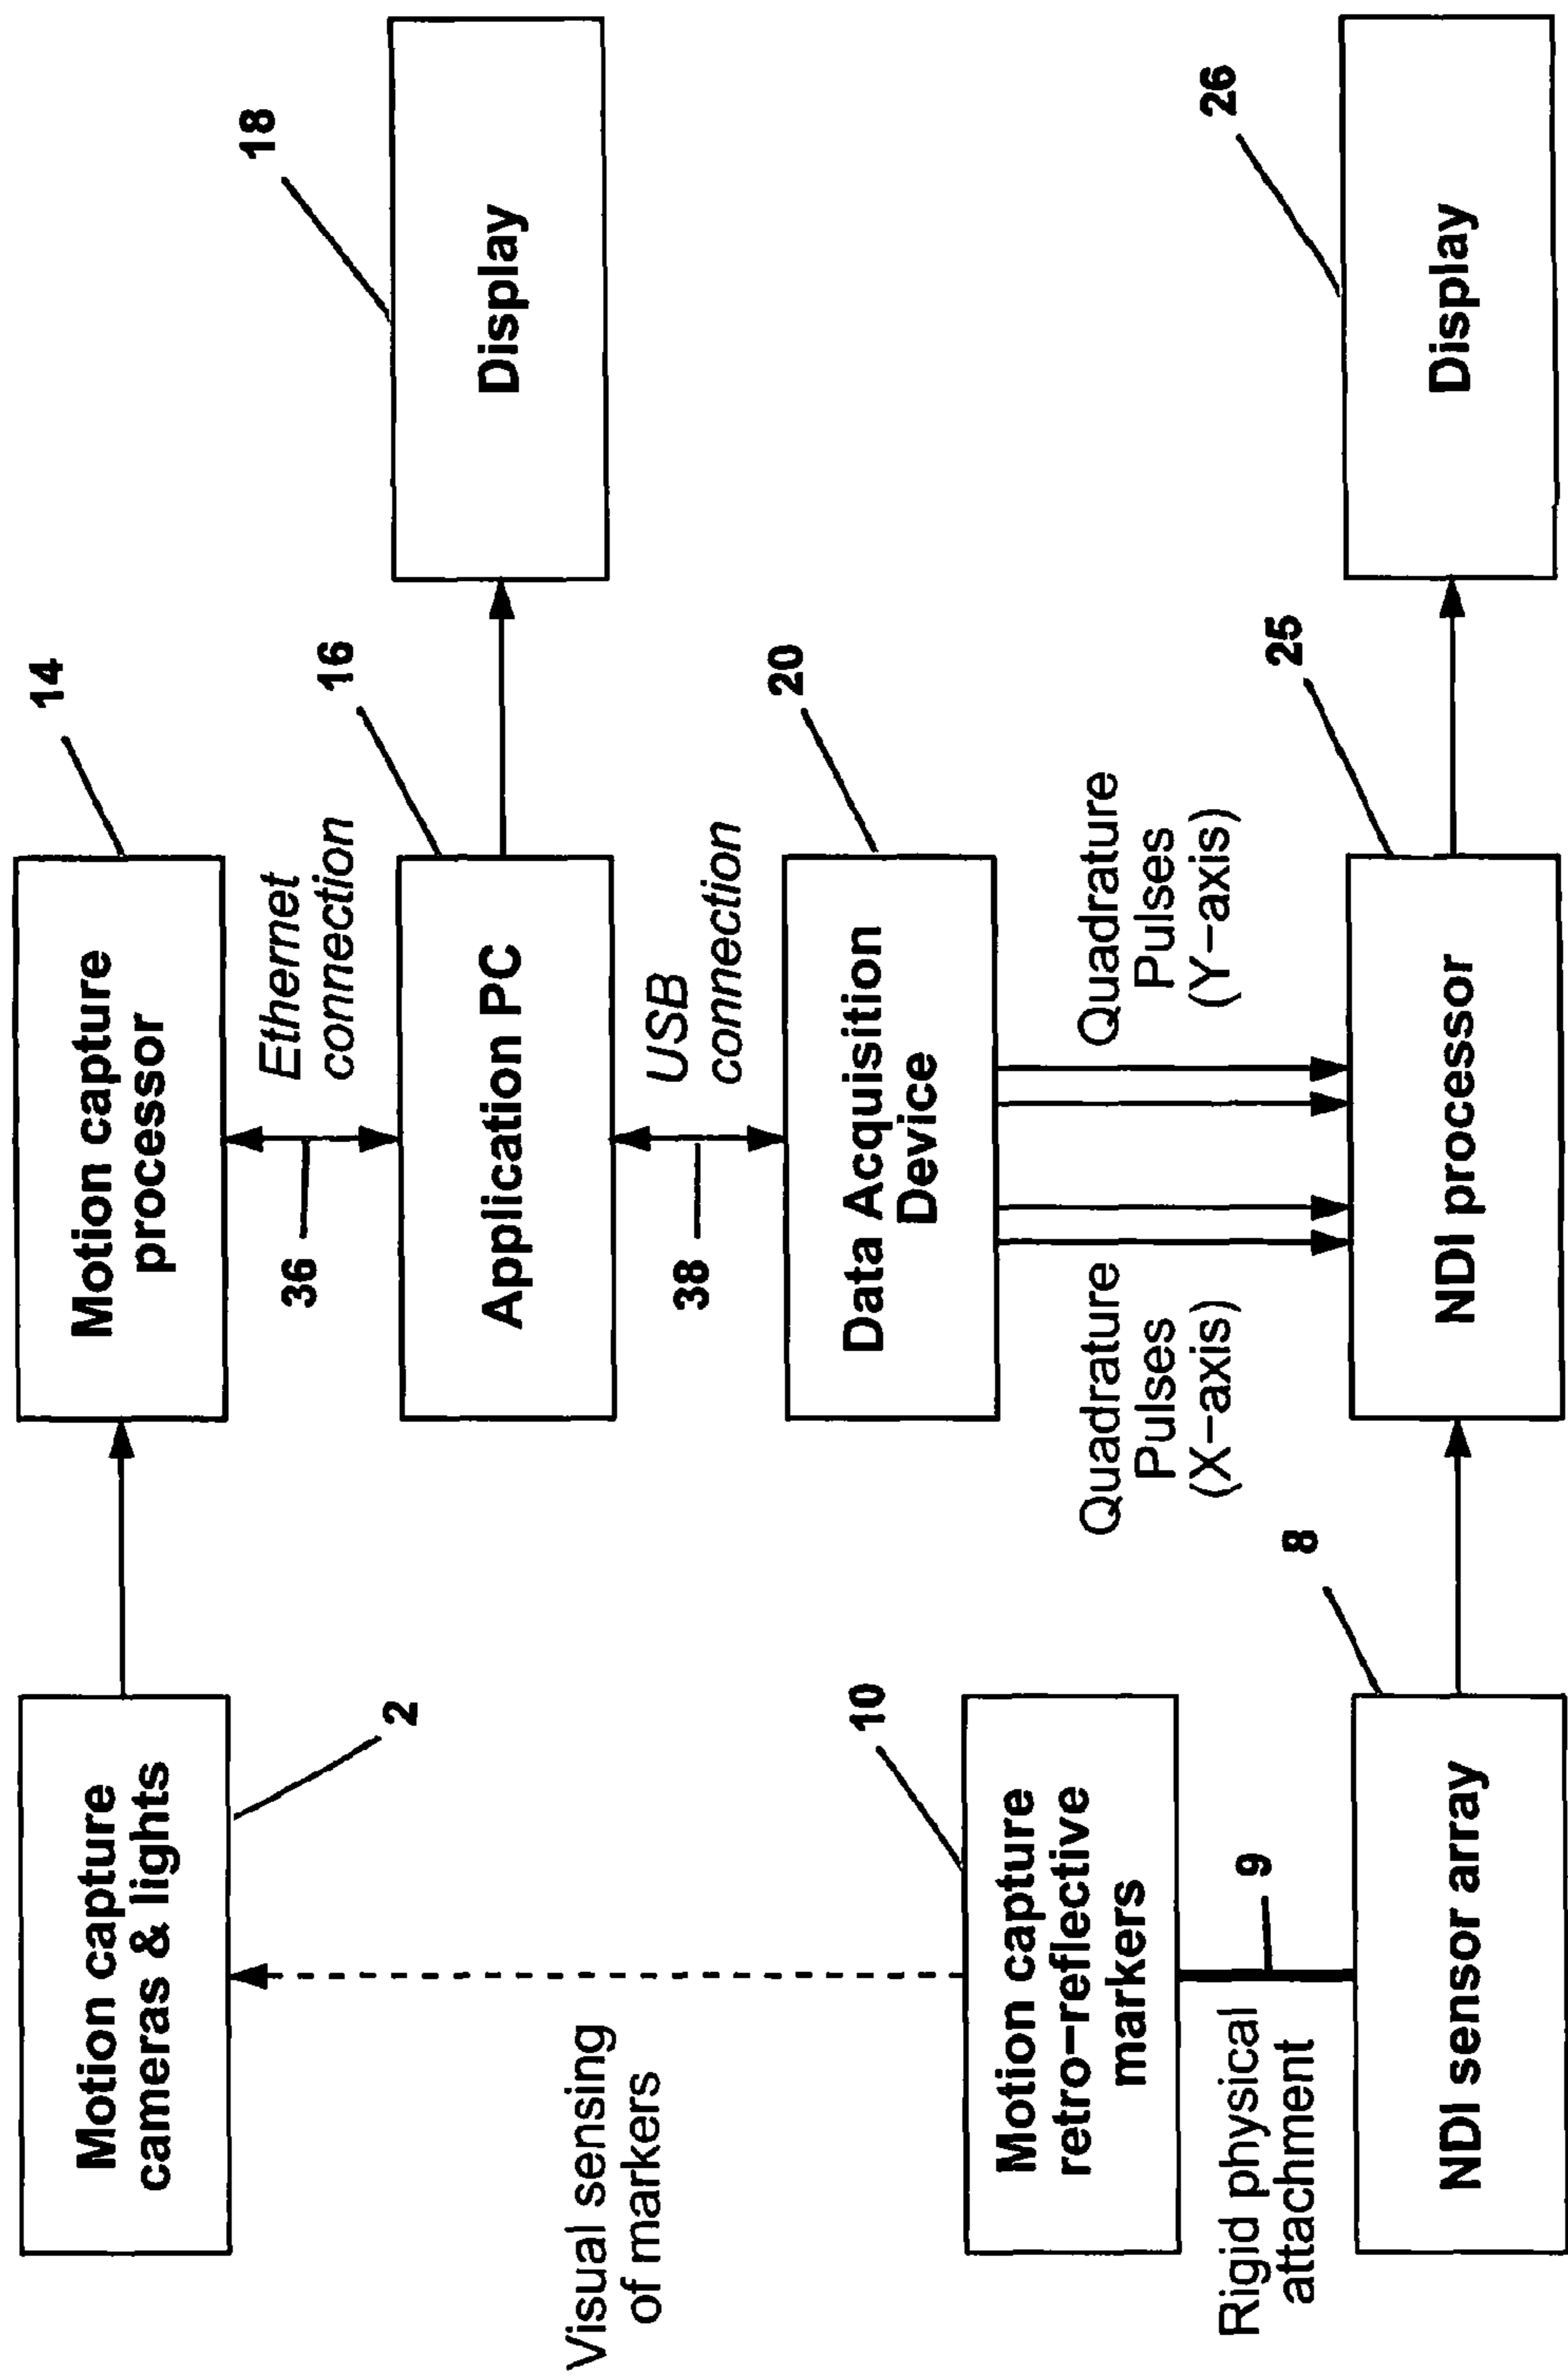 Motion capture
cameras & lights
2
Motion capture
processor
14
Ethernet
connection
36
Application PC
16
Display
18
USB
connection
38
Visual sensing
of markers
Data Acquisition
Device
20
Motion capture
retro-reflective
markers
10
Quadrature
Pulses
(X-axis)
Quadrature
Pulses
(Y-axis)
Rigid physical
attachment
9
NDI sensor array
8
NDI processor
25
Display
26